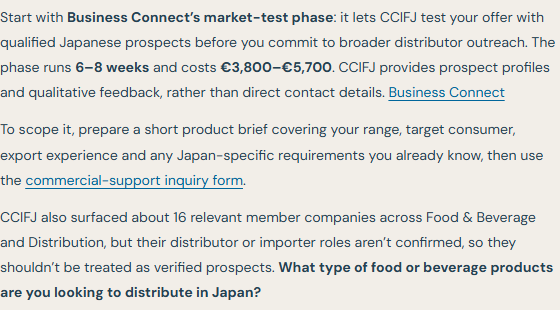 Start with Business Connect’s market-test phase: it lets CCIFJ test your offer with
qualified Japanese prospects before you commit to broader distributor outreach. The
phase runs 6–8 weeks and costs €3,800–€5,700. CCIFJ provides prospect profiles
and qualitative feedback, rather than direct contact details. Business Connect
To scope it, prepare a short product brief covering your range, target consumer,
export experience and any Japan-specific requirements you already know, then use
the commercial-support inquiry form.
CCIFJ also surfaced about 16 relevant member companies across Food & Beverage
and Distribution, but their distributor or importer roles aren’t confirmed, so they
shouldn’t be treated as verified prospects. What type of food or beverage products
are you looking to distribute in Japan?